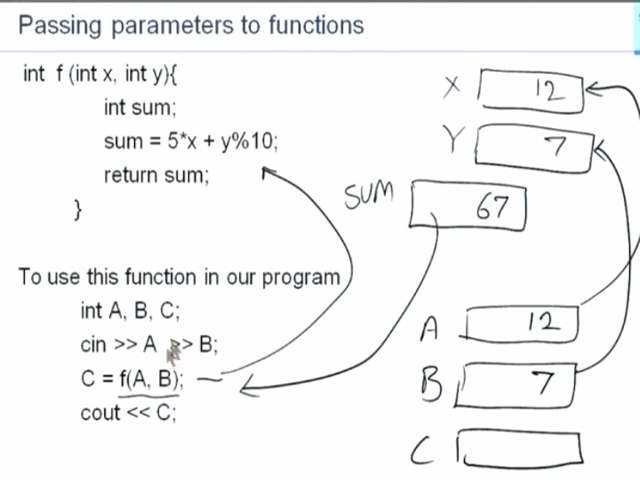 Passing parameters to functions
int f (int x, int y){
int sum;
sum = 5*x + y%10;
return sum;
}
To use this function in our program
int A, B, C;
cin >> A >> B;
C = f(A, B);
cout << C;
X 12
Y 7
SUM 67
A 12
B 7
C